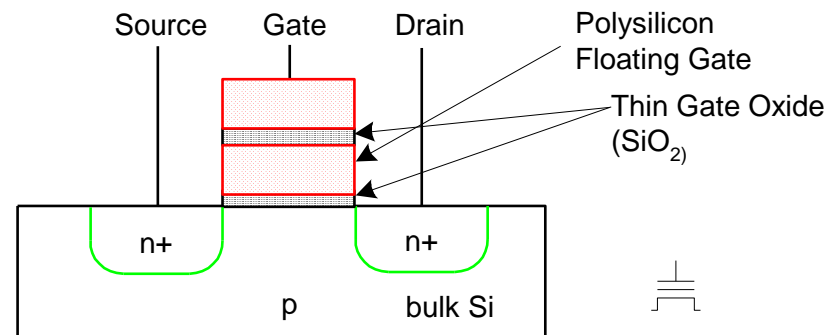 Source Gate Drain
Polysilicon
Floating Gate
Thin Gate Oxide
(SiO2)
n+ n+
p bulk Si